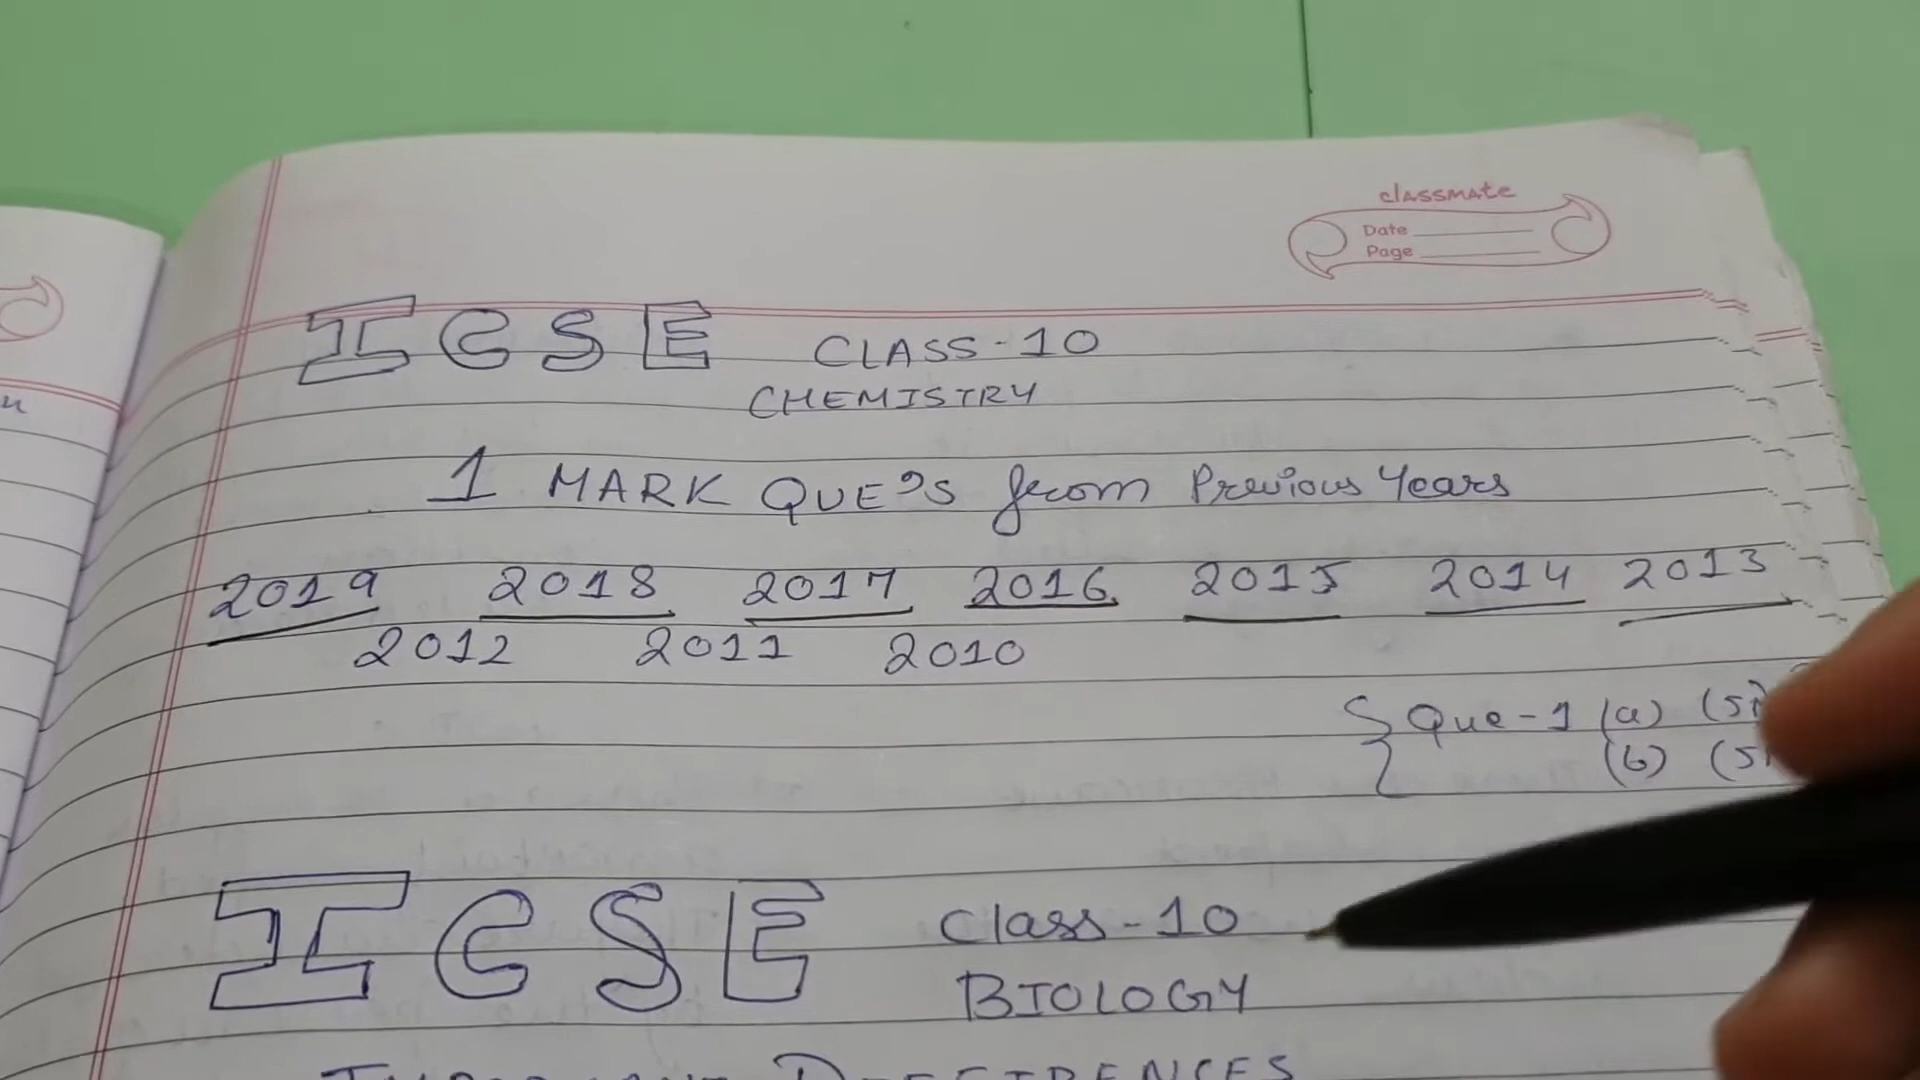 classmate
Date
Page
ICSE CLASS-10
CHEMISTRY
1 MARK QUE'S from Previous Years
2019 2018 2017 2016 2015 2014 2013
2012 2011 2010
Que-1 (a)
(b)
ICSE Class-10
BIOLOGY